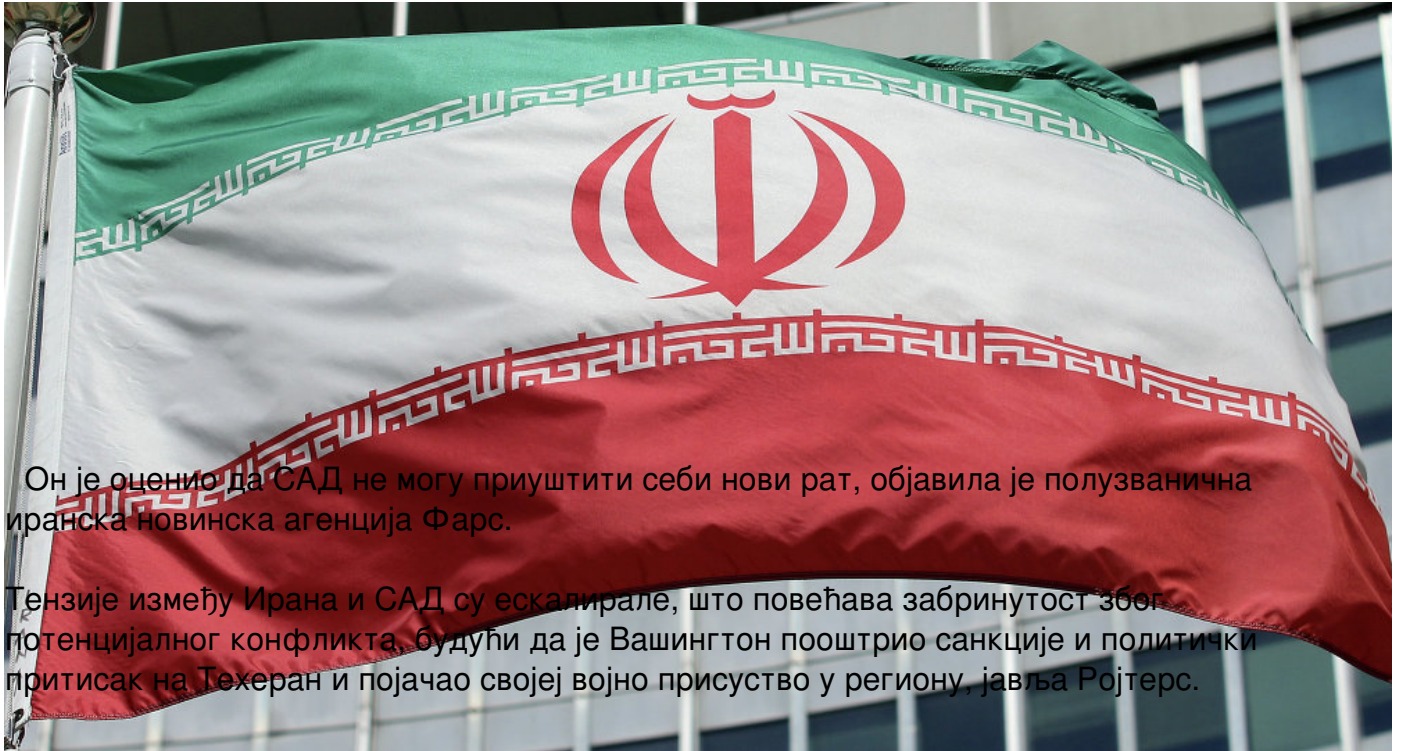 Он је оценио да САД не могу приуштити себи нови рат, објавила је полузванична
иранска новинска агенција Фарс.
Тензије између Ирана и САД су ескалирале, што повећава забринутост због
потенцијалног конфликта, будући да је Вашингтон пооштрио санкције и политички
притисак на Техеран и појачао својеј војно присуство у региону, јавља Ројтерс.